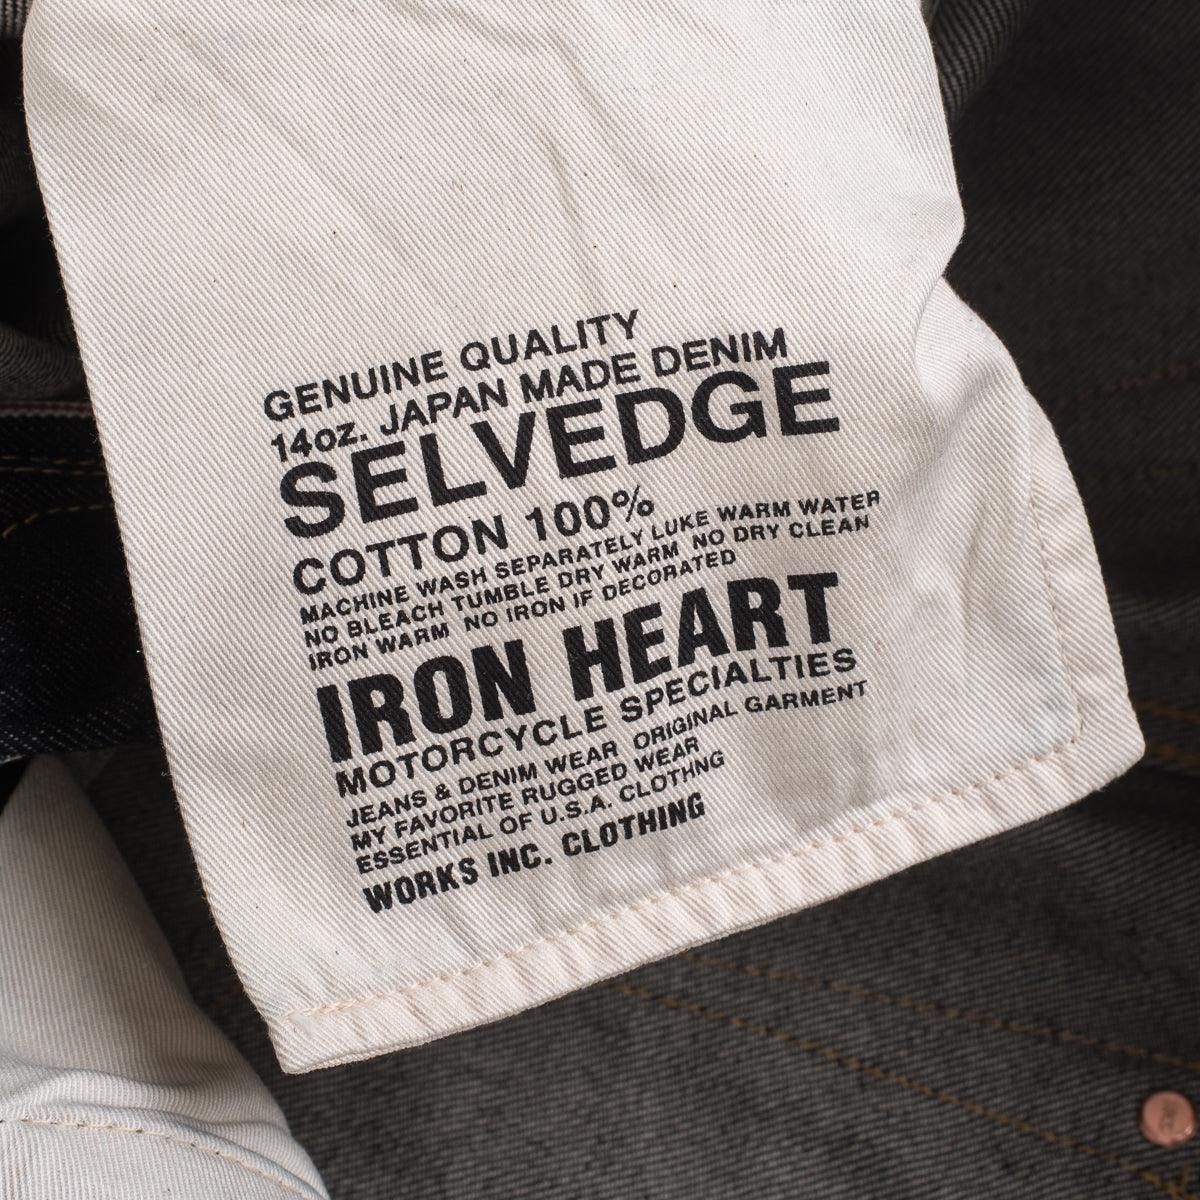 GENUINE QUALITY
14oz. JAPAN MADE DENIM
SELVEDGE
COTTON 100%
MACHINE WASH SEPARATELY LUKE WARM WATER
NO BLEACH TUMBLE DRY WARM NO DRY CLEAN
IRON WARM NO IRON IF DECORATED
IRON HEART
MOTORCYCLE SPECIALTIES
JEANS & DENIM WEAR ORIGINAL GARMENT
MY FAVORITE RUGGED WEAR
ESSENTIAL OF U.S.A. CLOTHNG
WORKS INC. CLOTHING